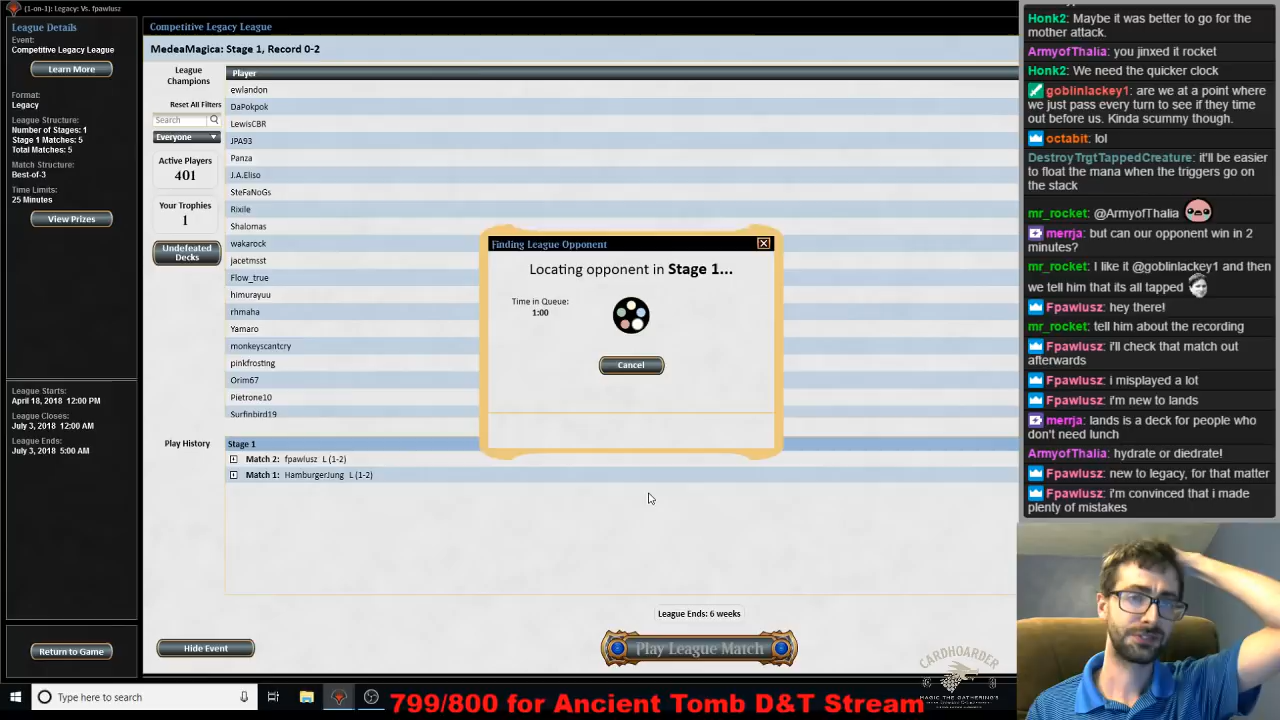 (1-on-1): Legacy: Vs. fpawlusz
League Details
Event:
Competitive Legacy League
Learn More
Format:
Legacy
League Structure:
Number of Stages: 1
Stage 1 Matches: 5
Total Matches: 5
Match Structure:
Best-of-3
Time Limits:
25 Minutes
View Prizes
League Starts:
April 18, 2018 12:00 PM
League Closes:
July 3, 2018 12:00 AM
League Ends:
July 3, 2018 5:00 AM
Return to Game
Competitive Legacy League
MedeaMagica: Stage 1, Record 0-2
League
Champions
Reset All Filters
Search
Everyone
Active Players
401
Your Trophies
1
Undefeated
Decks
Player
ewlandon
DaPokpok
LewisCBR
JPA93
Panza
J.A.Eliso
SteFaNoGs
Rixile
Shalomas
wakarock
jacetmsst
Flow_true
himurayuu
rhmaha
Yamaro
monkeyscantcry
pinkfrosting
Orim67
Pietrone10
Surfinbird19
Finding League Opponent
Locating opponent in Stage 1...
Time in Queue:
1:00
Cancel
Play History
Stage 1
Match 2: fpawlusz L (1-2)
Match 1: HamburgerJung L (1-2)
League Ends: 6 weeks
Hide Event
Play League Match
CARDHOARDER
MAGIC THE GATHERING
Honk2: Maybe it was better to go for the
mother attack.
ArmyofThalia: you jinxed it rocket
Honk2: We need the quicker clock
goblinlackey1: are we at a point where
we just pass every turn to see if they time
out before us. Kinda scummy though.
octabit: lol
DestroyTrgtTappedCreature: it'll be easier
to float the mana when the triggers go on
the stack
mr_rocket: @ArmyofThalia
merrja: but can our opponent win in 2
minutes?
mr_rocket: I like it @goblinlackey1 and then
we tell him that its all tapped
Fpawlusz: hey there!
mr_rocket: tell him about the recording
Fpawlusz: i'll check that match out
afterwards
Fpawlusz: i misplayed a lot
Fpawlusz: i'm new to lands
merrja: lands is a deck for people who
don't need lunch
ArmyofThalia: hydrate or diedrate!
Fpawlusz: new to legacy, for that matter
Fpawlusz: i'm convinced that i made
plenty of mistakes
Type here to search
799/800 for Ancient Tomb D&T Stream